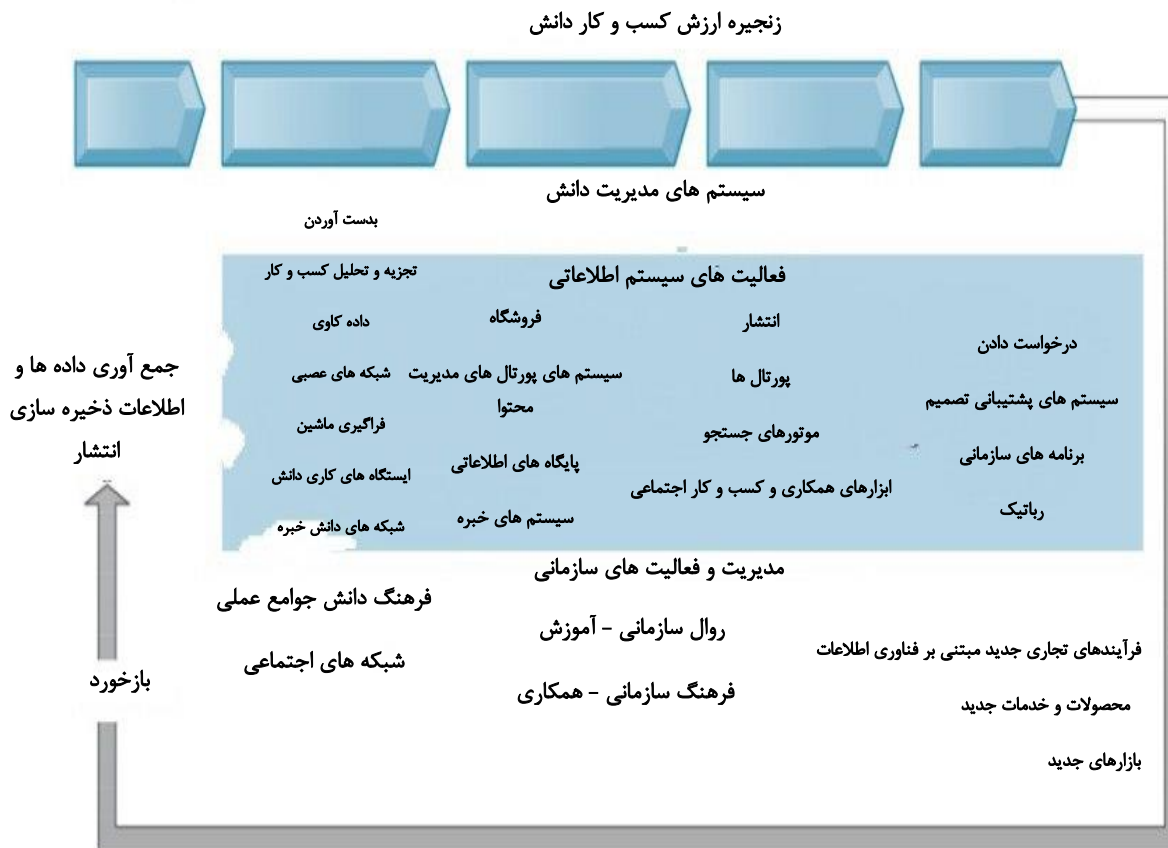 زنجیره ارزش کسب و کار دانش
سیستم های مدیریت دانش
بدست آوردن
تجزیه و تحلیل کسب و کار
داده کاوی
شبکه های عصبی
فراگیری ماشین
ایستگاه های کاری دانش
شبکه های دانش خبره
فعالیت های سیستم اطلاعاتی
فروشگاه
سیستم های پورتال های مدیریت
محتوا
پایگاه های اطلاعاتی
سیستم های خبره
انتشار
پورتال ها
موتورهای جستجو
ابزارهای همکاری و کسب و کار اجتماعی
درخواست دادن
سیستم های پشتیبانی تصمیم
برنامه های سازمانی
رباتیک
جمع آوری داده ها و
اطلاعات ذخیره سازی
انتشار
بازخورد
مدیریت و فعالیت های سازمانی
فرهنگ دانش جوامع عملی
شبکه های اجتماعی
روال سازمانی - آموزش
فرهنگ سازمانی - همکاری
فرآیندهای تجاری جدید مبتنی بر فناوری اطلاعات
محصولات و خدمات جدید
بازارهای جدید